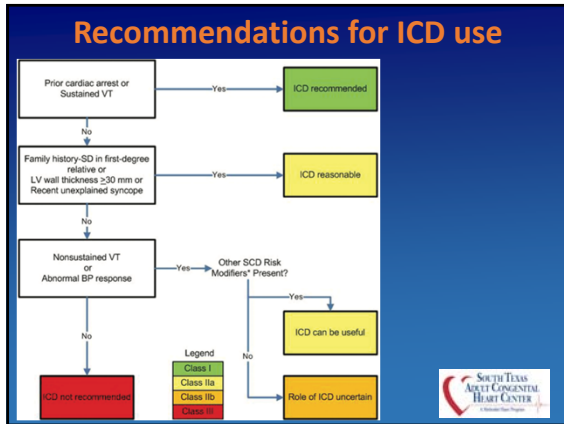 Recommendations for ICD use
Prior cardiac arrest or
Sustained VT
Yes
ICD recommended
No
Family history-SD in first-degree
relative or
LV wall thickness ≥30 mm or
Recent unexplained syncope
Yes
ICD reasonable
No
Nonsustained VT
or
Abnormal BP response
Yes
Other SCD Risk
Modifiers* Present?
Yes
ICD can be useful
No
No
Legend
Class I
Class IIa
Class IIb
Class III
ICD not recommended
Role of ICD uncertain
SOUTH TEXAS
ADULT CONGENITAL
HEART CENTER